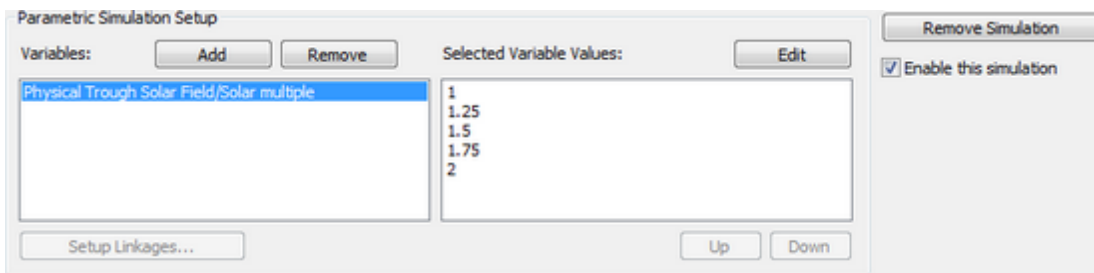 Parametric Simulation Setup
Remove Simulation
Variables: Add Remove Selected Variable Values: Edit
Enable this simulation
Physical Trough Solar Field/Solar multiple
1
1.25
1.5
1.75
2
Setup Linkages... Up Down